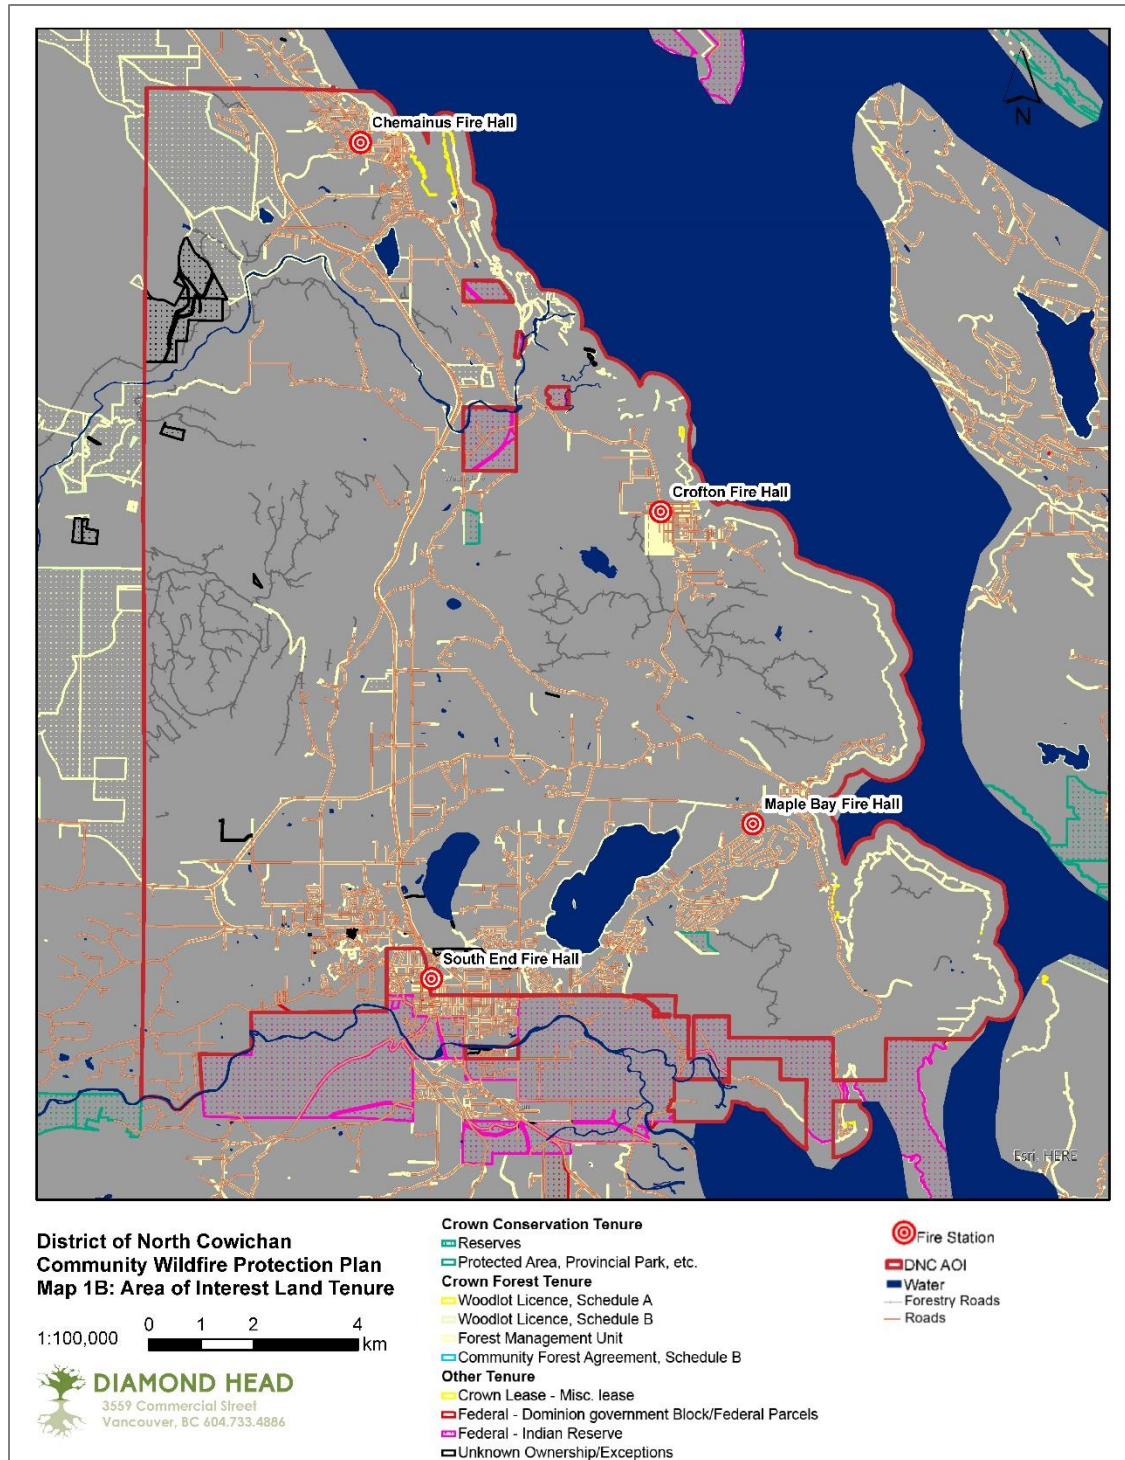 Chemainus Fire Hall
N
Crofton Fire Hall
Maple Bay Fire Hall
South End Fire Hall
Esri, HERE
District of North Cowichan
Community Wildfire Protection Plan
Map 1B: Area of Interest Land Tenure
1:100,000
0 1 2 4
km
DIAMOND HEAD
3559 Commercial Street
Vancouver, BC 604.733.4886
Crown Conservation Tenure
Reserves
Protected Area, Provincial Park, etc.
Crown Forest Tenure
Woodlot Licence, Schedule A
Woodlot Licence, Schedule B
Forest Management Unit
Community Forest Agreement, Schedule B
Other Tenure
Crown Lease - Misc. lease
Federal - Dominion government Block/Federal Parcels
Federal - Indian Reserve
Unknown Ownership/Exceptions
Fire Station
DNC AOI
Water
Forestry Roads
Roads